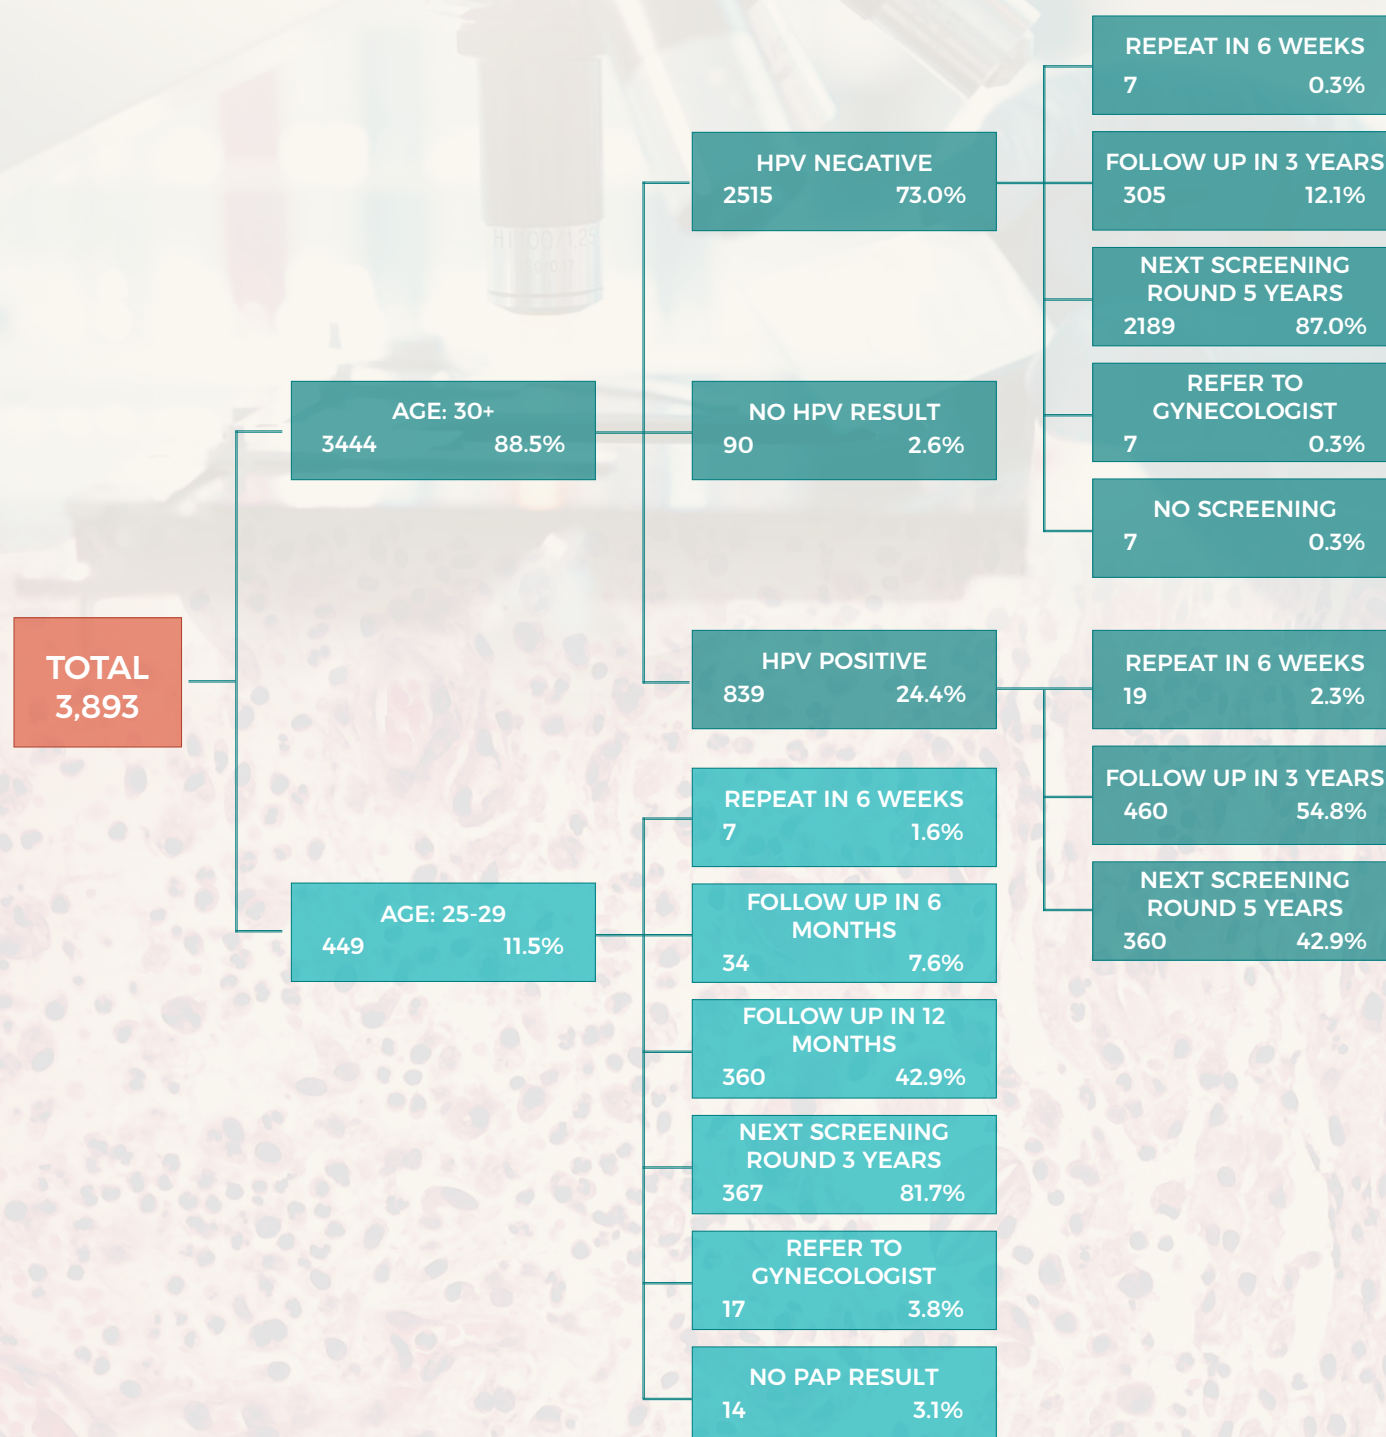 TOTAL
3,893
AGE: 30+
3444 88.5%
HPV NEGATIVE
2515 73.0%
REPEAT IN 6 WEEKS
7 0.3%
FOLLOW UP IN 3 YEARS
305 12.1%
NEXT SCREENING
ROUND 5 YEARS
2189 87.0%
REFER TO
GYNECOLOGIST
7 0.3%
NO SCREENING
7 0.3%
NO HPV RESULT
90 2.6%
HPV POSITIVE
839 24.4%
REPEAT IN 6 WEEKS
19 2.3%
FOLLOW UP IN 3 YEARS
460 54.8%
NEXT SCREENING
ROUND 5 YEARS
360 42.9%
AGE: 25-29
449 11.5%
REPEAT IN 6 WEEKS
7 1.6%
FOLLOW UP IN 6
MONTHS
34 7.6%
FOLLOW UP IN 12
MONTHS
360 42.9%
NEXT SCREENING
ROUND 3 YEARS
367 81.7%
REFER TO
GYNECOLOGIST
17 3.8%
NO PAP RESULT
14 3.1%